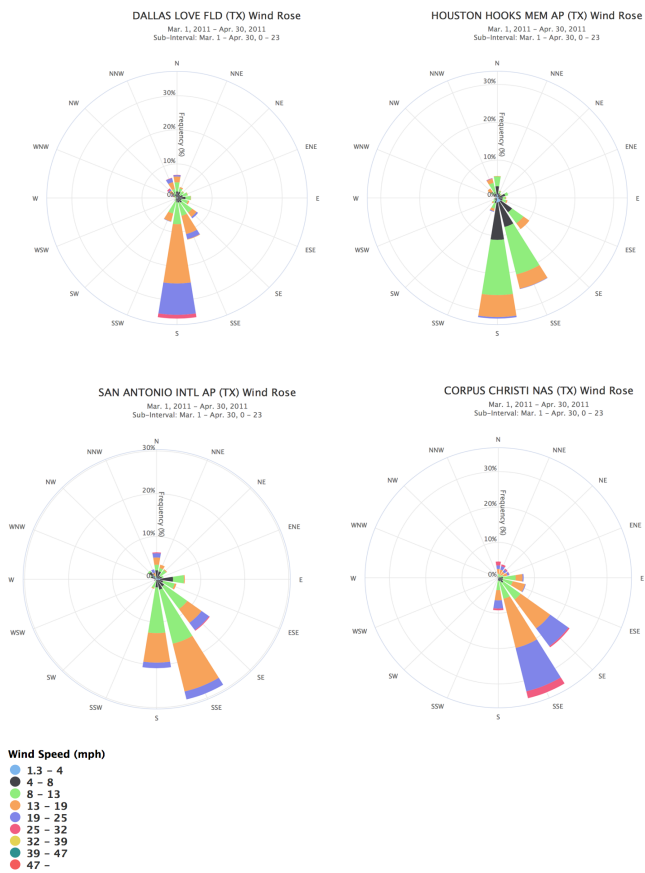 DALLAS LOVE FLD (TX) Wind Rose
Mar. 1, 2011 – Apr. 30, 2011
Sub-Interval: Mar. 1 – Apr. 30, 0 – 23
N
NNE
NE
ENE
E
ESE
SE
SSE
S
SSW
SW
WSW
W
WNW
NW
NNW
30%
20%
10%
0%
Frequency (%)
HOUSTON HOOKS MEM AP (TX) Wind Rose
Mar. 1, 2011 – Apr. 30, 2011
Sub-Interval: Mar. 1 – Apr. 30, 0 – 23
N
NNE
NE
ENE
E
ESE
SE
SSE
S
SSW
SW
WSW
W
WNW
NW
NNW
30%
20%
10%
0%
Frequency (%)
SAN ANTONIO INTL AP (TX) Wind Rose
Mar. 1, 2011 – Apr. 30, 2011
Sub-Interval: Mar. 1 – Apr. 30, 0 – 23
N
NNE
NE
ENE
E
ESE
SE
SSE
S
SSW
SW
WSW
W
WNW
NW
NNW
30%
20%
10%
0%
Frequency (%)
CORPUS CHRISTI NAS (TX) Wind Rose
Mar. 1, 2011 – Apr. 30, 2011
Sub-Interval: Mar. 1 – Apr. 30, 0 – 23
N
NNE
NE
ENE
E
ESE
SE
SSE
S
SSW
SW
WSW
W
WNW
NW
NNW
30%
20%
10%
0%
Frequency (%)
Wind Speed (mph)
1.3 – 4
4 – 8
8 – 13
13 – 19
19 – 25
25 – 32
32 – 39
39 – 47
47 –